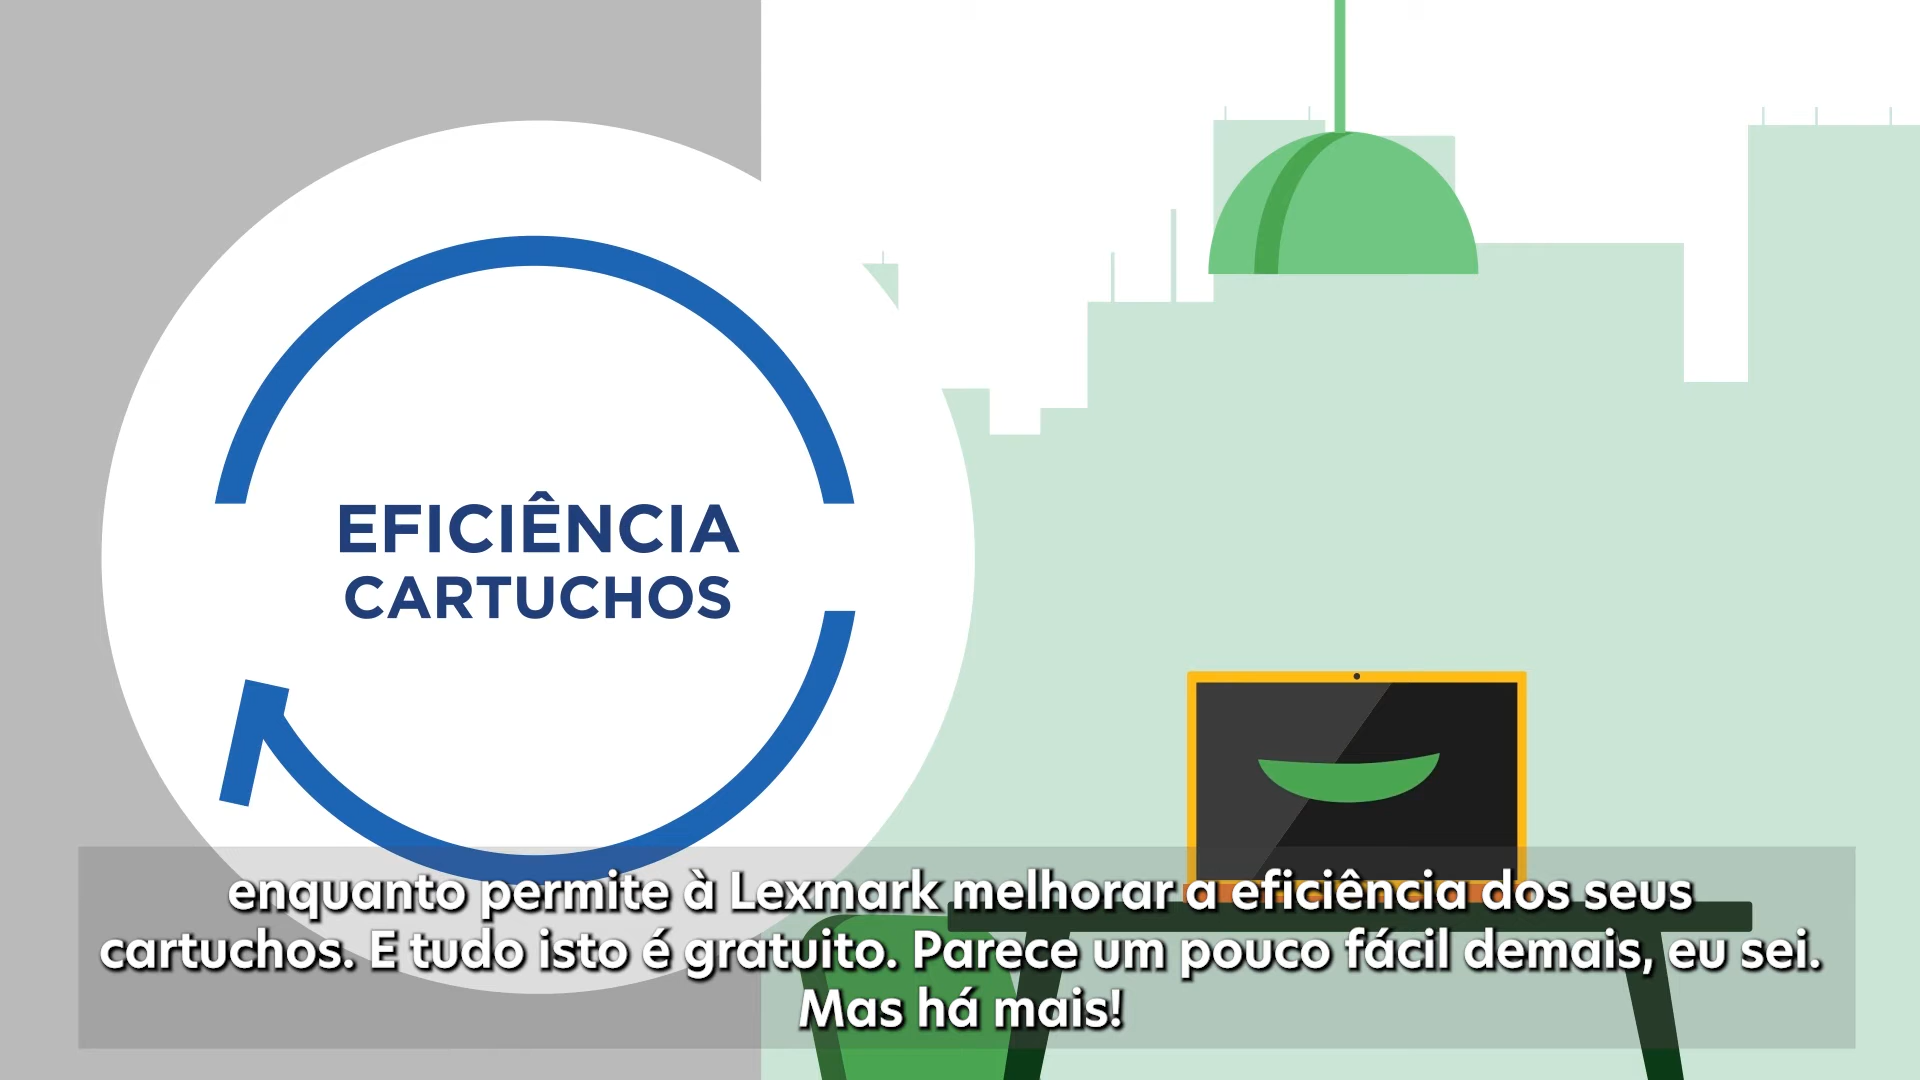 EFICIÊNCIA
CARTUCHOS
enquanto permite à Lexmark melhorar a eficiência dos seus
cartuchos. E tudo isto é gratuito. Parece um pouco fácil demais, eu sei.
Mas há mais!